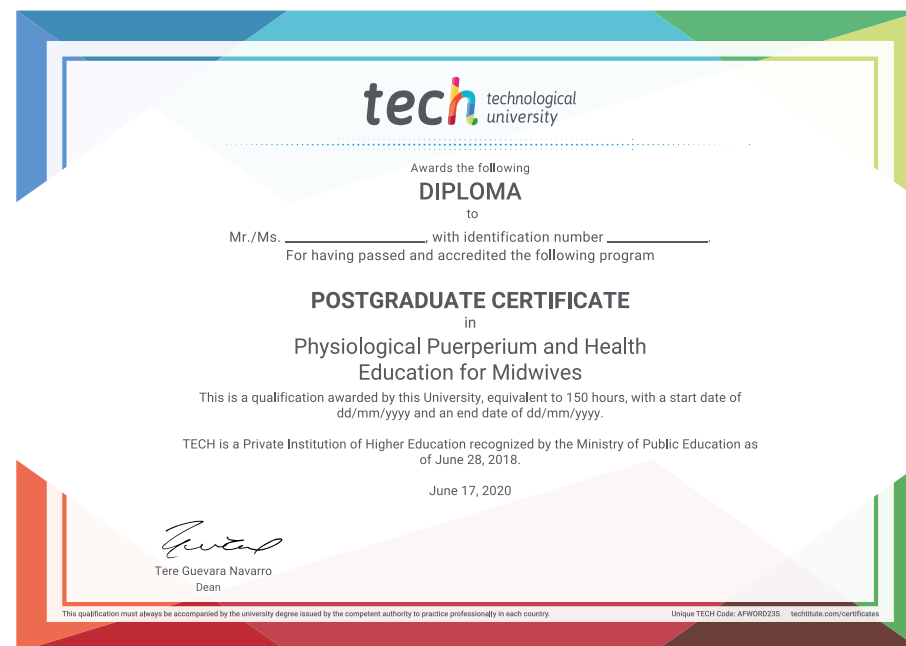 tech technological
university
Awards the following
DIPLOMA
to
Mr./Ms. ____________________, with identification number ______________.
For having passed and accredited the following program
POSTGRADUATE CERTIFICATE
in
Physiological Puerperium and Health
Education for Midwives
This is a qualification awarded by this University, equivalent to 150 hours, with a start date of
dd/mm/yyyy and an end date of dd/mm/yyyy.
TECH is a Private Institution of Higher Education recognized by the Ministry of Public Education as
of June 28, 2018.
June 17, 2020
Tere Guevara Navarro
Dean
This qualification must always be accompanied by the university degree issued by the competent authority to practice professionally in each country. Unique TECH Code: AFWORD23S techtitute.com/certificates